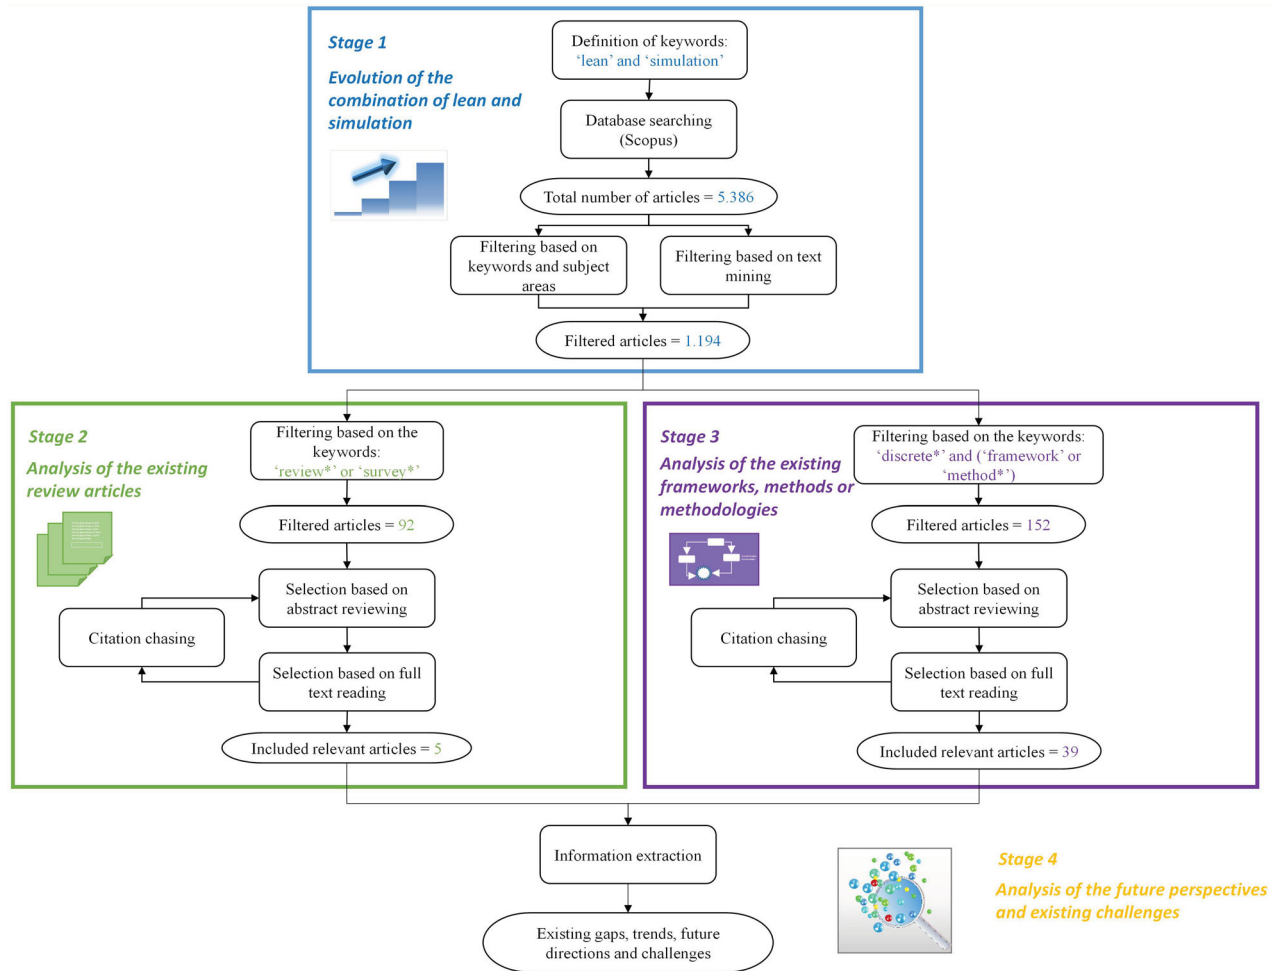 Stage 1
Evolution of the
combination of lean and
simulation
Definition of keywords:
‘lean’ and ‘simulation’
Database searching
(Scopus)
Total number of articles = 5.386
Filtering based on
keywords and subject
areas
Filtering based on text
mining
Filtered articles = 1.194
Stage 2
Analysis of the existing
review articles
Filtering based on the
keywords:
‘review*’ or ‘survey*’
Filtered articles = 92
Selection based on
abstract reviewing
Citation chasing
Selection based on full
text reading
Included relevant articles = 5
Stage 3
Analysis of the existing
frameworks, methods or
methodologies
Filtering based on the keywords:
‘discrete*’ and (‘framework’ or
‘method*’)
Filtered articles = 152
Selection based on
abstract reviewing
Citation chasing
Selection based on full
text reading
Included relevant articles = 39
Information extraction
Existing gaps, trends, future
directions and challenges
Stage 4
Analysis of the future perspectives
and existing challenges